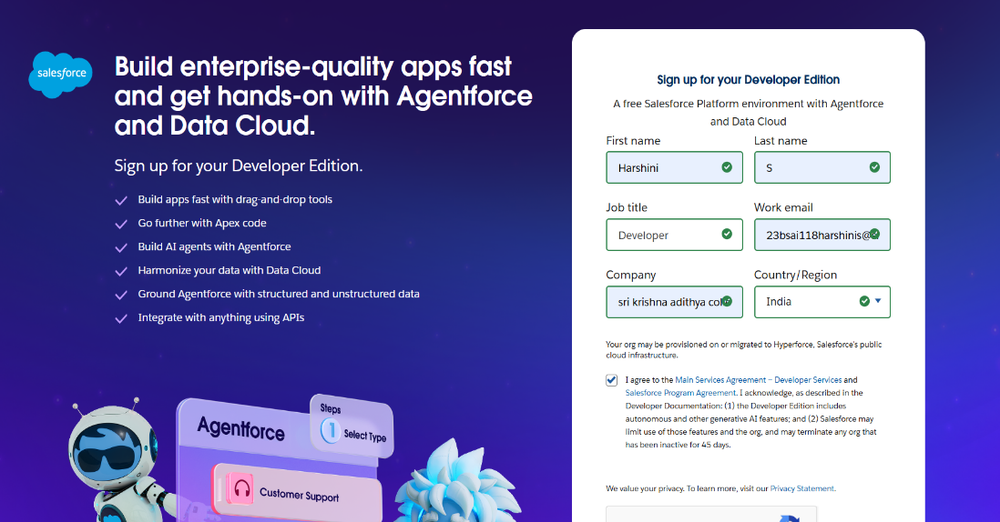 salesforce
Build enterprise-quality apps fast
and get hands-on with Agentforce
and Data Cloud.
Sign up for your Developer Edition.
Build apps fast with drag-and-drop tools
Go further with Apex code
Build AI agents with Agentforce
Harmonize your data with Data Cloud
Ground Agentforce with structured and unstructured data
Integrate with anything using APIs
Agentforce
Steps
1 Select Type
Customer Support
Sign up for your Developer Edition
A free Salesforce Platform environment with Agentforce
and Data Cloud
First name Last name
Harshini S
Job title Work email
Developer 23bsai118harshinis@
Company Country/Region
sri krishna adithya col
India
Your org may be provisioned on or migrated to Hyperforce, Salesforce's public
cloud infrastructure.
I agree to the Main Services Agreement – Developer Services and
Salesforce Program Agreement. I acknowledge, as described in the
Developer Documentation: (1) the Developer Edition includes
autonomous and other generative AI features; and (2) Salesforce may
limit use of those features and the org, and may terminate any org that
has been inactive for 45 days.
We value your privacy. To learn more, visit our Privacy Statement.